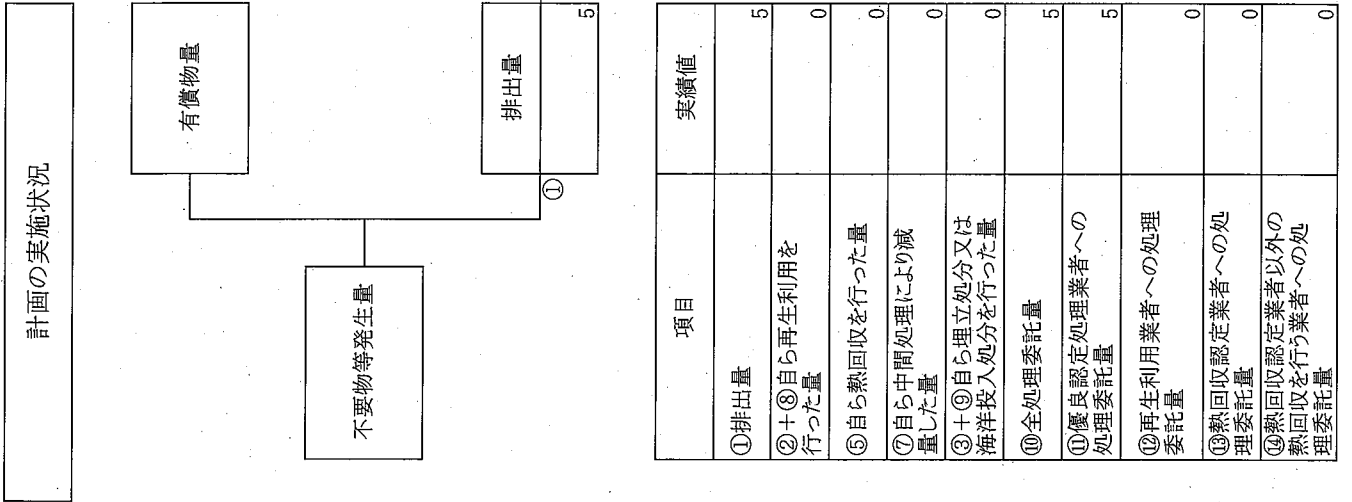 計画の実施状況
不要物等発生量
有償物量
排出量
①
5
項目 実績値
①排出量 5
②+⑧自ら再生利用を
行った量 0
⑤自ら熱回収を行った量 0
⑦自ら中間処理により減
量した量 0
③+⑨自ら埋立処分又は
海洋投入処分を行った量 0
⑩全処理委託量 5
⑪優良認定処理業者への
処理委託量 5
⑫再生利用業者への処理
委託量 0
⑬熱回収認定業者への処
理委託量 0
⑭熱回収認定業者以外の
熱回収を行う業者への処
理委託量 0